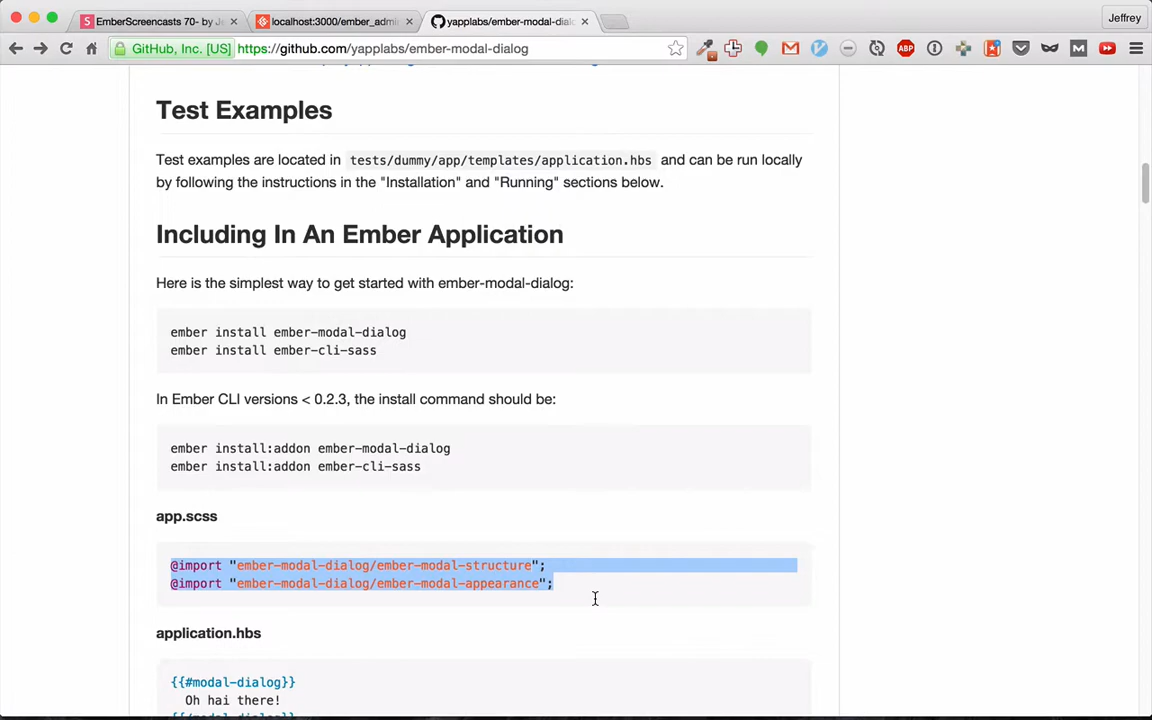 EmberScreencasts 70- by Je
localhost:3000/ember_admi
yapplabs/ember-modal-dial
Jeffrey
GitHub, Inc. [US]
https://github.com/yapplabs/ember-modal-dialog
ABP
M
Test Examples
Test examples are located in tests/dummy/app/templates/application.hbs and can be run locally
by following the instructions in the "Installation" and "Running" sections below.
Including In An Ember Application
Here is the simplest way to get started with ember-modal-dialog:
ember install ember-modal-dialog
ember install ember-cli-sass
In Ember CLI versions < 0.2.3, the install command should be:
ember install:addon ember-modal-dialog
ember install:addon ember-cli-sass
app.scss
@import "ember-modal-dialog/ember-modal-structure";
@import "ember-modal-dialog/ember-modal-appearance";
application.hbs
{{#modal-dialog}}
Oh hai there!